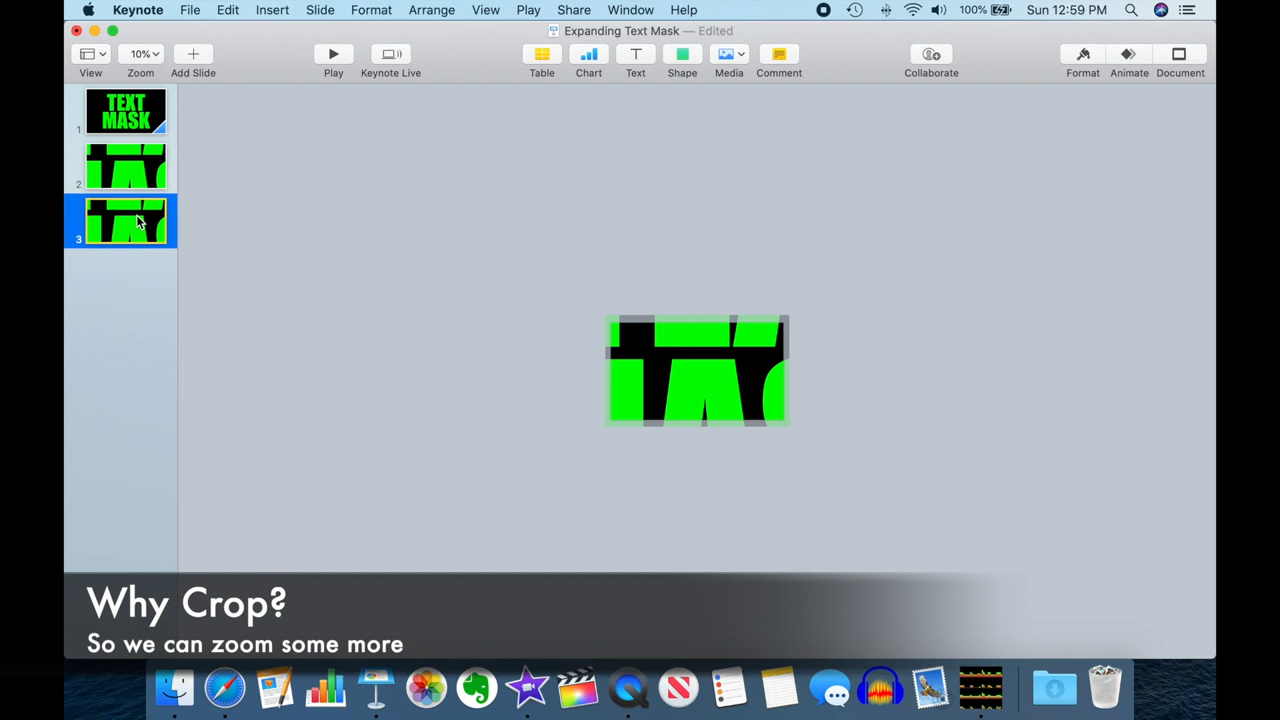 Keynote File Edit Insert Slide Format Arrange View Play Share Window Help 100% Sun 12:59 PM
Expanding Text Mask — Edited
10%
View Zoom Add Slide Play Keynote Live Table Chart Text Shape Media Comment Collaborate Format Animate Document
TEXT
MASK
1
2
3
Why Crop?
So we can zoom some more